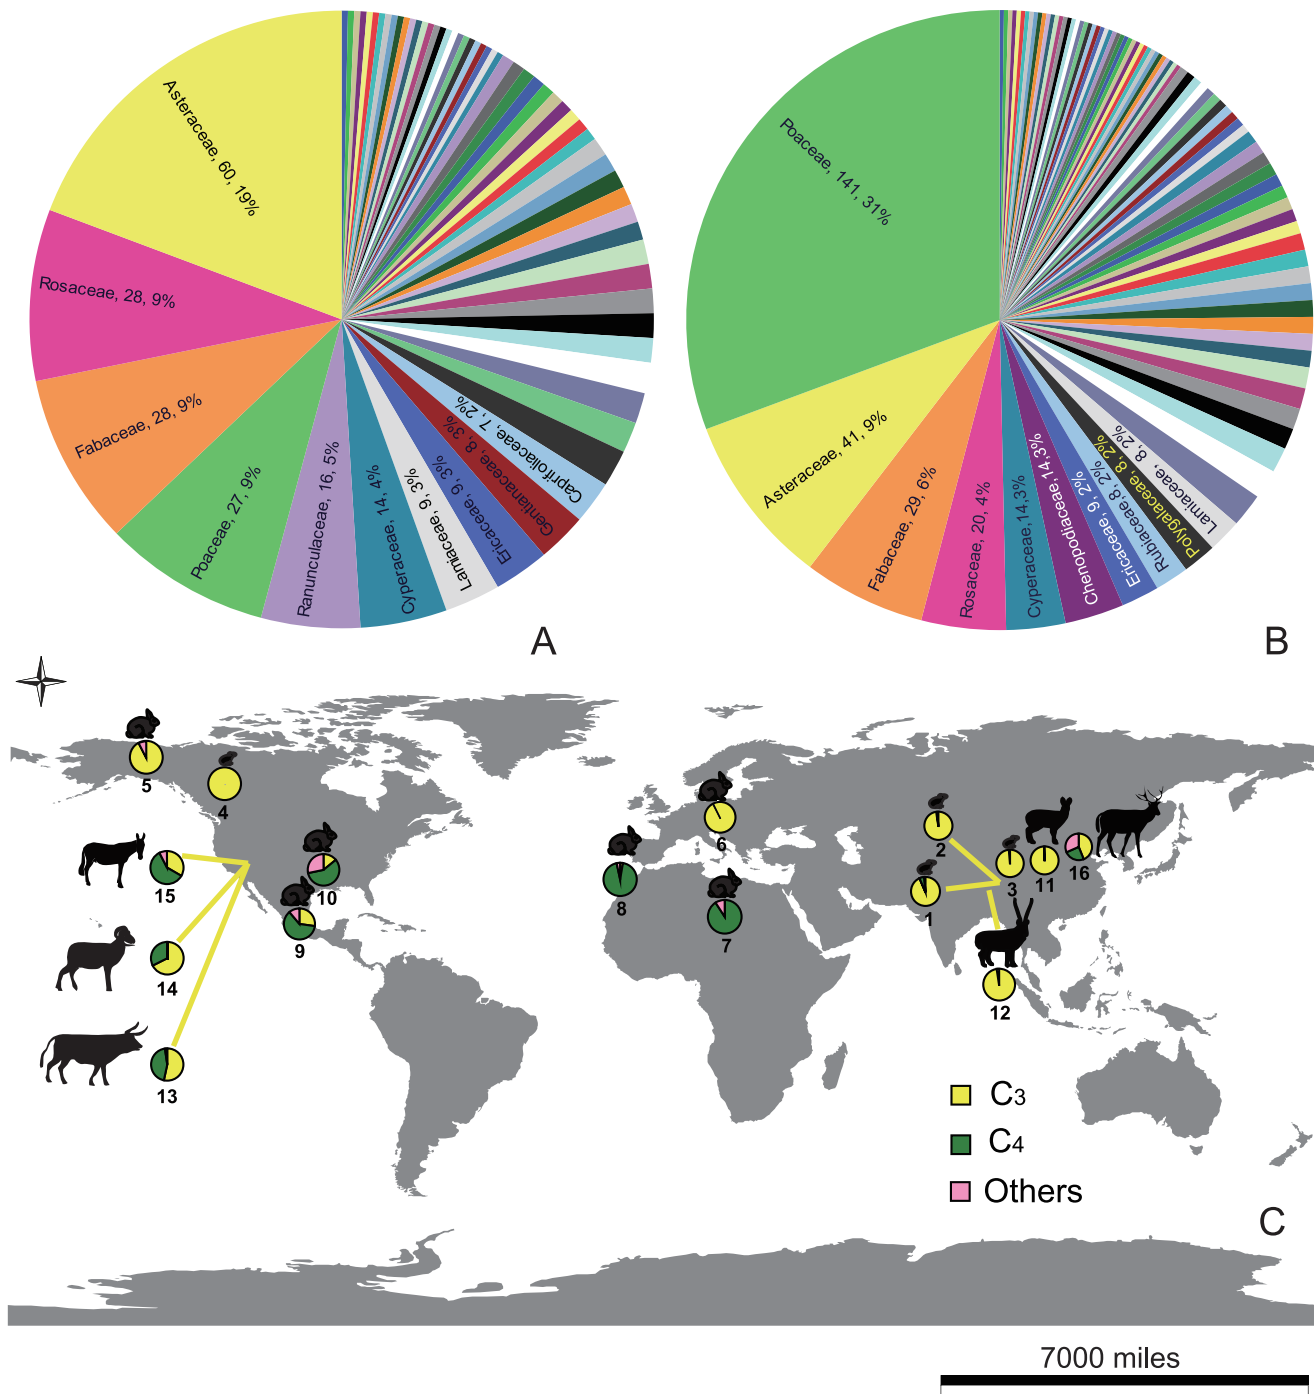 Asteraceae, 60, 19%
Rosaceae, 28, 9%
Fabaceae, 28, 9%
Poaceae, 27, 9%
Ranunculaceae, 16, 5%
Cyperaceae, 14, 4%
Lamiaceae, 9, 3%
Ericaceae, 9, 3%
Gentianaceae, 8, 3%
Caprifoliaceae, 7, 2%
A
Poaceae, 141, 31%
Asteraceae, 41, 9%
Fabaceae, 29, 6%
Rosaceae, 20, 4%
Cyperaceae,14,3%
Chenopodiaceae,14,3%
Ericaceae, 9, 2%
Rubiaceae,8, 2%
Polygalaceae, 8, 2%
Lamiaceae, 8, 2%
B
5
4
6
2
3
11
16
15
10
8
1
9
7
14
12
13
C3
C4
Others
C
7000 miles